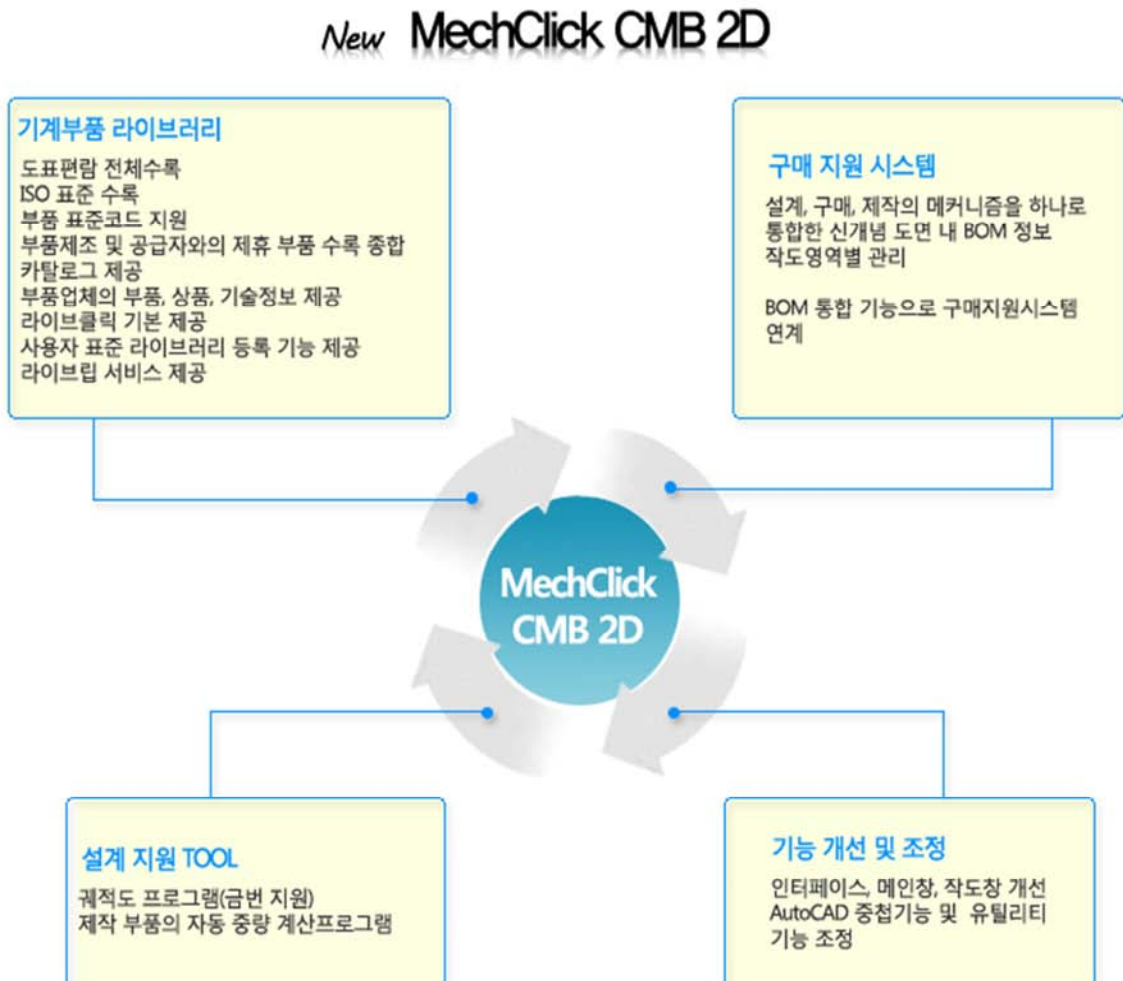 New MechClick CMB 2D
기계부품 라이브러리
도표편람 전체수록
ISO 표준 수록
부품 표준코드 지원
부품제조 및 공급자와의 제휴 부품 수록 종합
카탈로그 제공
부품업체의 부품, 상품, 기술정보 제공
라이브클릭 기본 제공
사용자 표준 라이브러리 등록 기능 제공
라이브립 서비스 제공
구매 지원 시스템
설계, 구매, 제작의 메커니즘을 하나로
통합한 신개념 도면 내 BOM 정보
작도영역별 관리
BOM 통합 기능으로 구매지원시스템
연계
MechClick
CMB 2D
설계 지원 TOOL
궤적도 프로그램(금번 지원)
제작 부품의 자동 중량 계산프로그램
기능 개선 및 조정
인터페이스, 메인창, 작도창 개선
AutoCAD 중첩기능 및 유틸리티
기능 조정